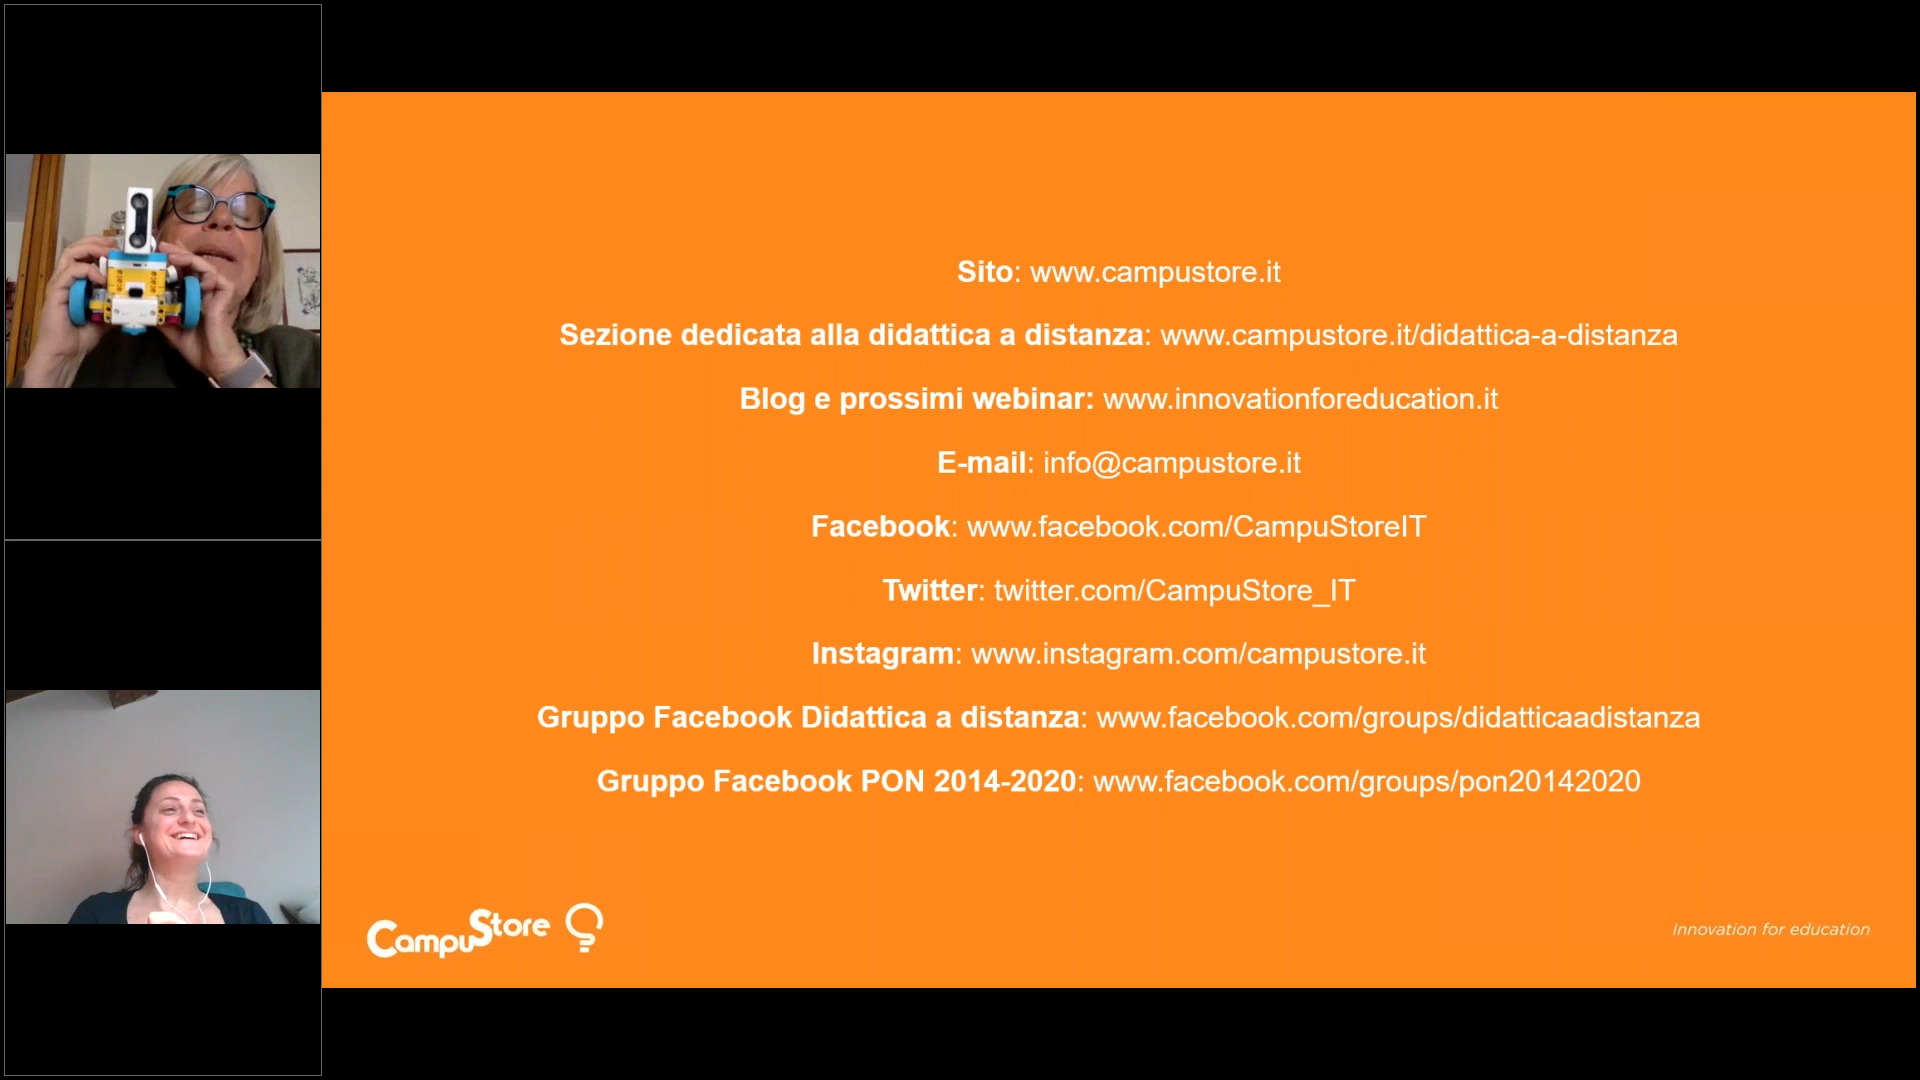 Sito: www.campustore.it
Sezione dedicata alla didattica a distanza: www.campustore.it/didattica-a-distanza
Blog e prossimi webinar: www.innovationforeducation.it
E-mail: info@campustore.it
Facebook: www.facebook.com/CampuStoreIT
Twitter: twitter.com/CampuStore_IT
Instagram: www.instagram.com/campustore.it
Gruppo Facebook Didattica a distanza: www.facebook.com/groups/didatticaadistanza
Gruppo Facebook PON 2014-2020: www.facebook.com/groups/pon20142020
CampuStore
Innovation for education